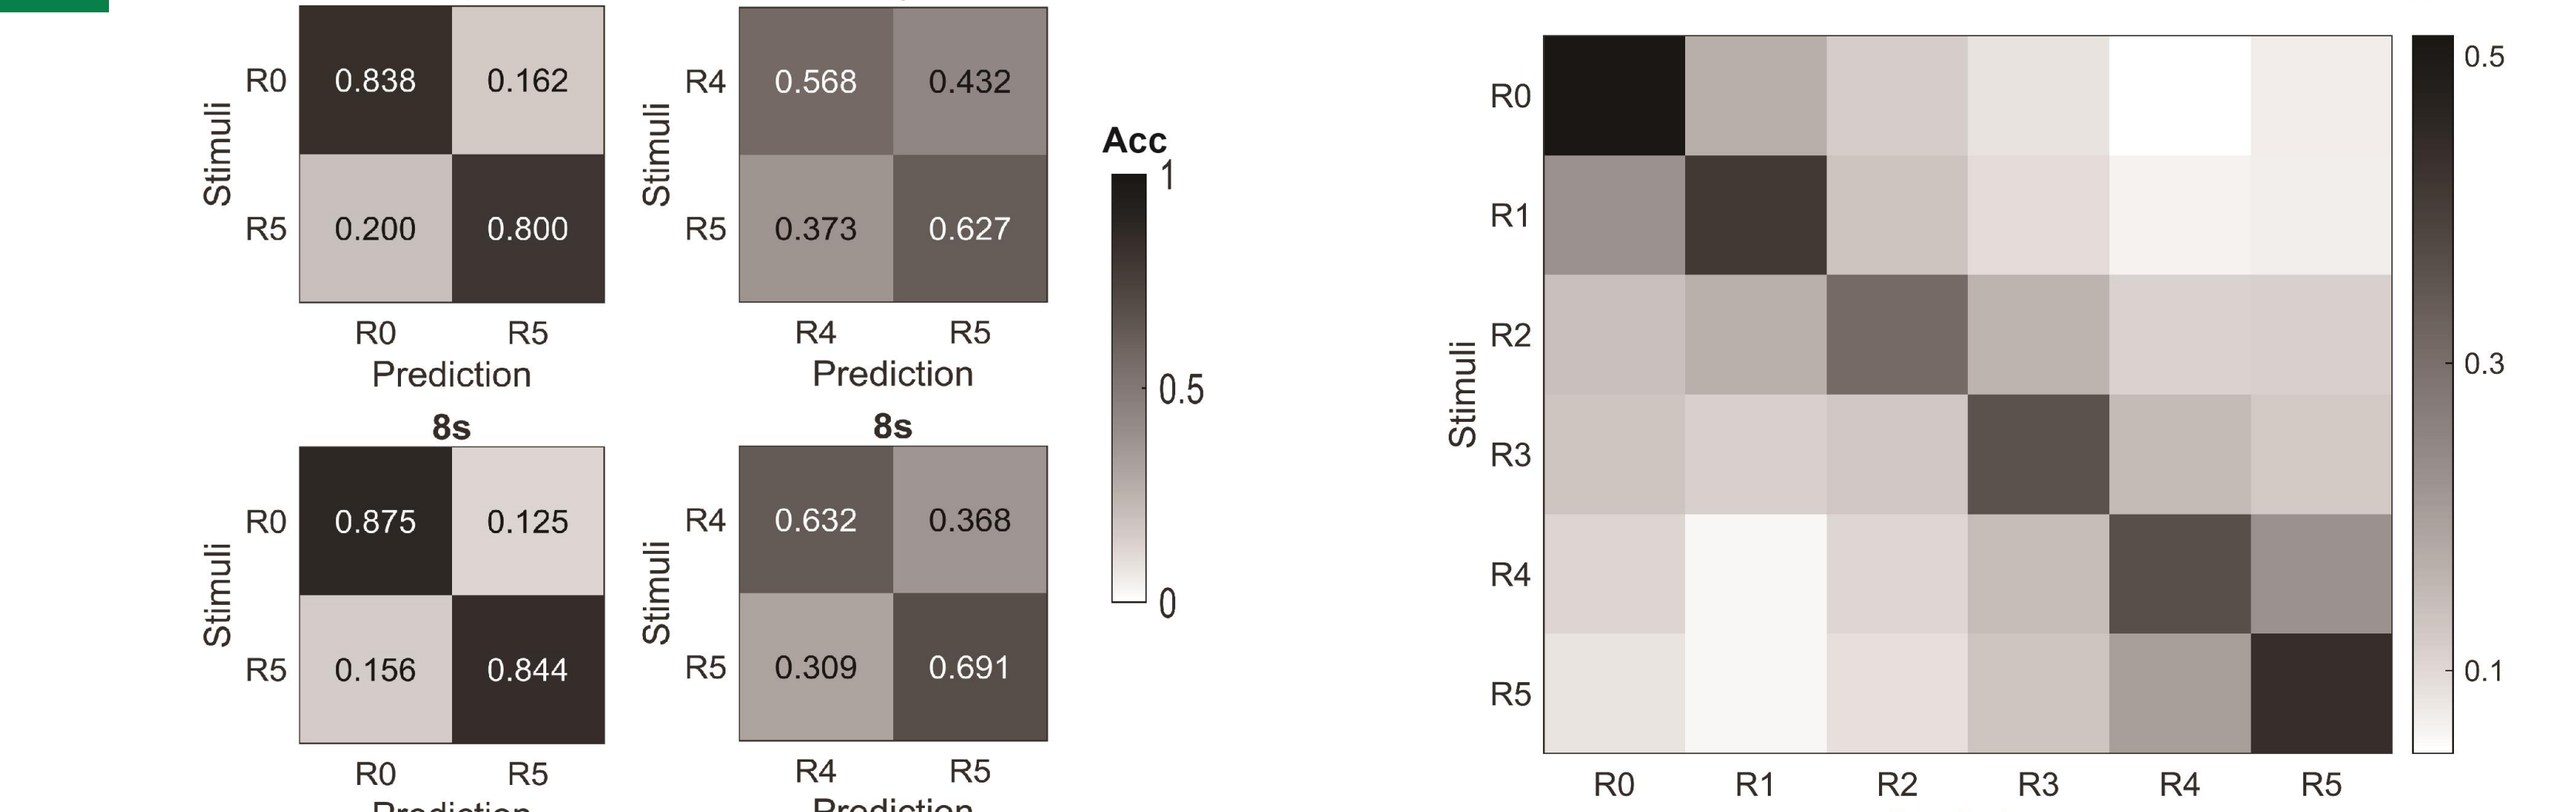 R0
0.838
0.162
Stimuli
R5
0.200
0.800
R0
R5
Prediction
R4
0.568
0.432
Stimuli
R5
0.373
0.627
R4
R5
Prediction
8s
R0
0.875
0.125
Stimuli
R5
0.156
0.844
R0
R5
Prediction
8s
R4
0.632
0.368
Stimuli
R5
0.309
0.691
R4
R5
Prediction
Acc
1
0.5
0
R0
R1
R2
Stimuli
R3
R4
R5
R0
R1
R2
R3
R4
R5
0.5
0.3
0.1